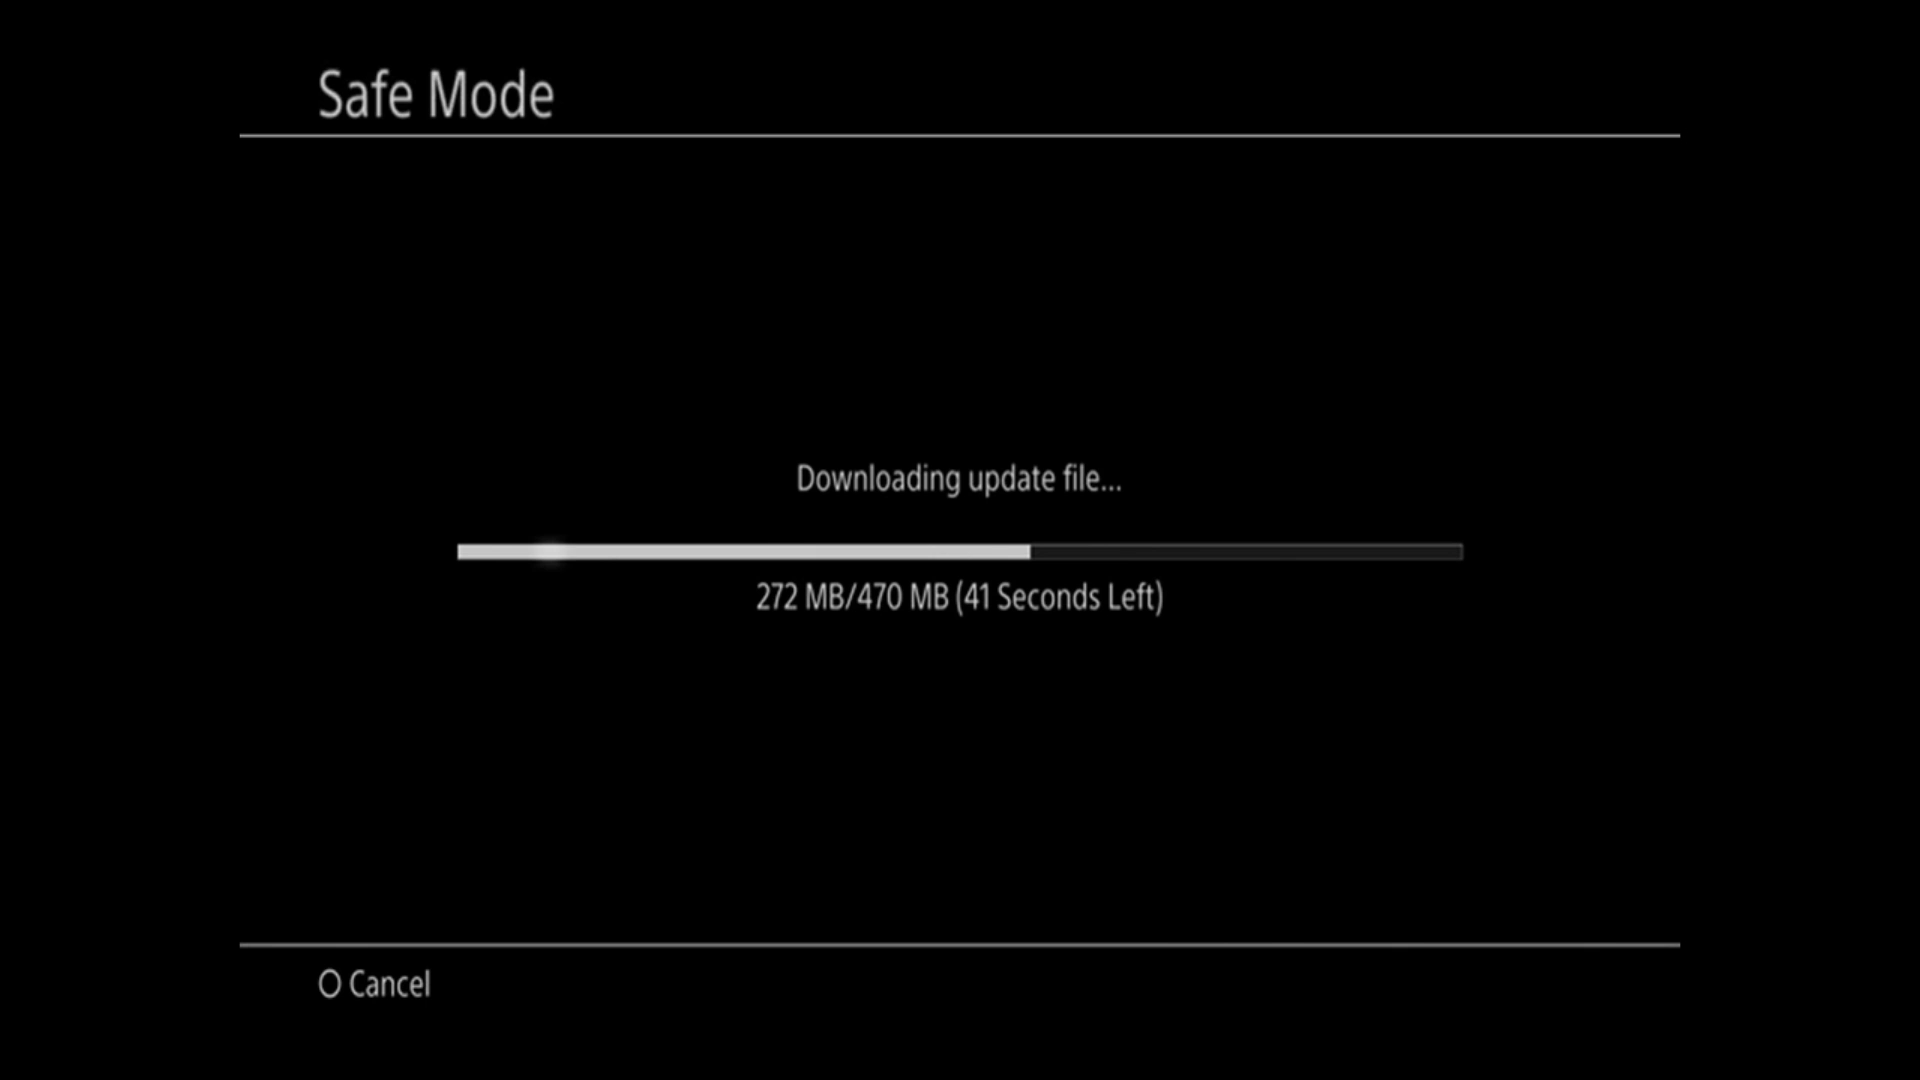 Safe Mode
Downloading update file...
272 MB/470 MB (41 Seconds Left)
O Cancel